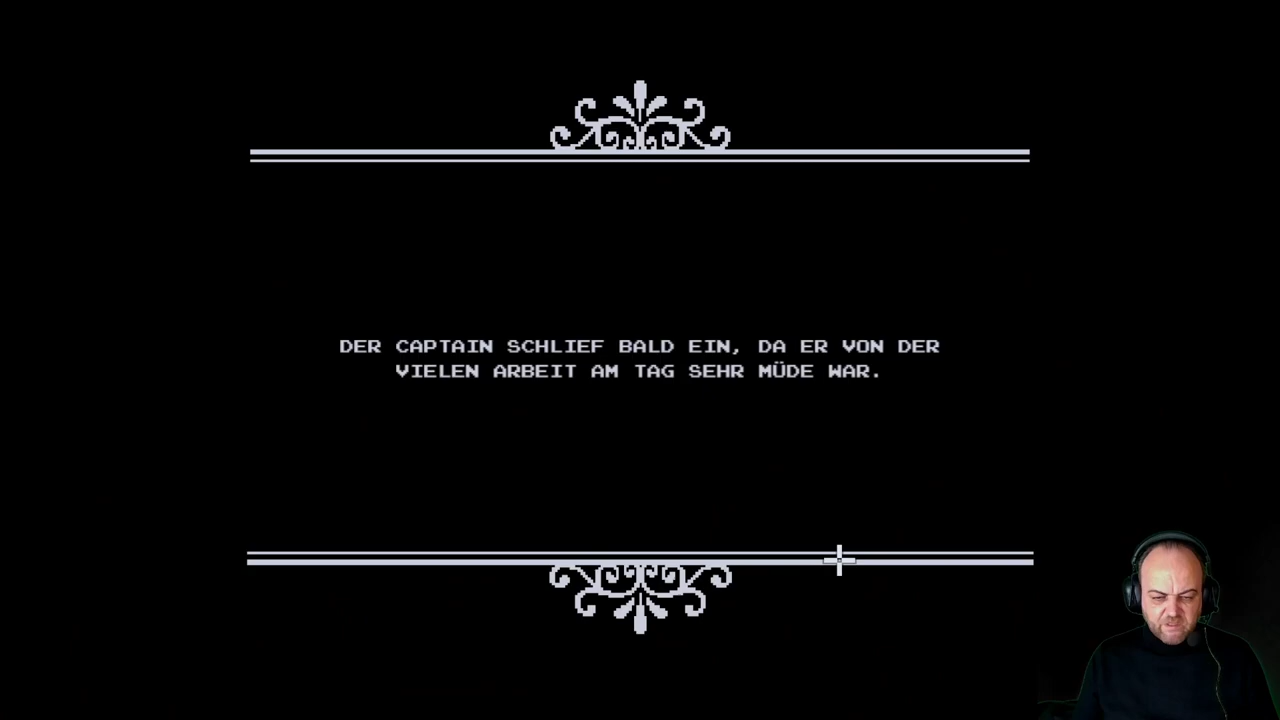 DER CAPTAIN SCHLIEF BALD EIN, DA ER VON DER
VIELEN ARBEIT AM TAG SEHR MÜDE WAR.